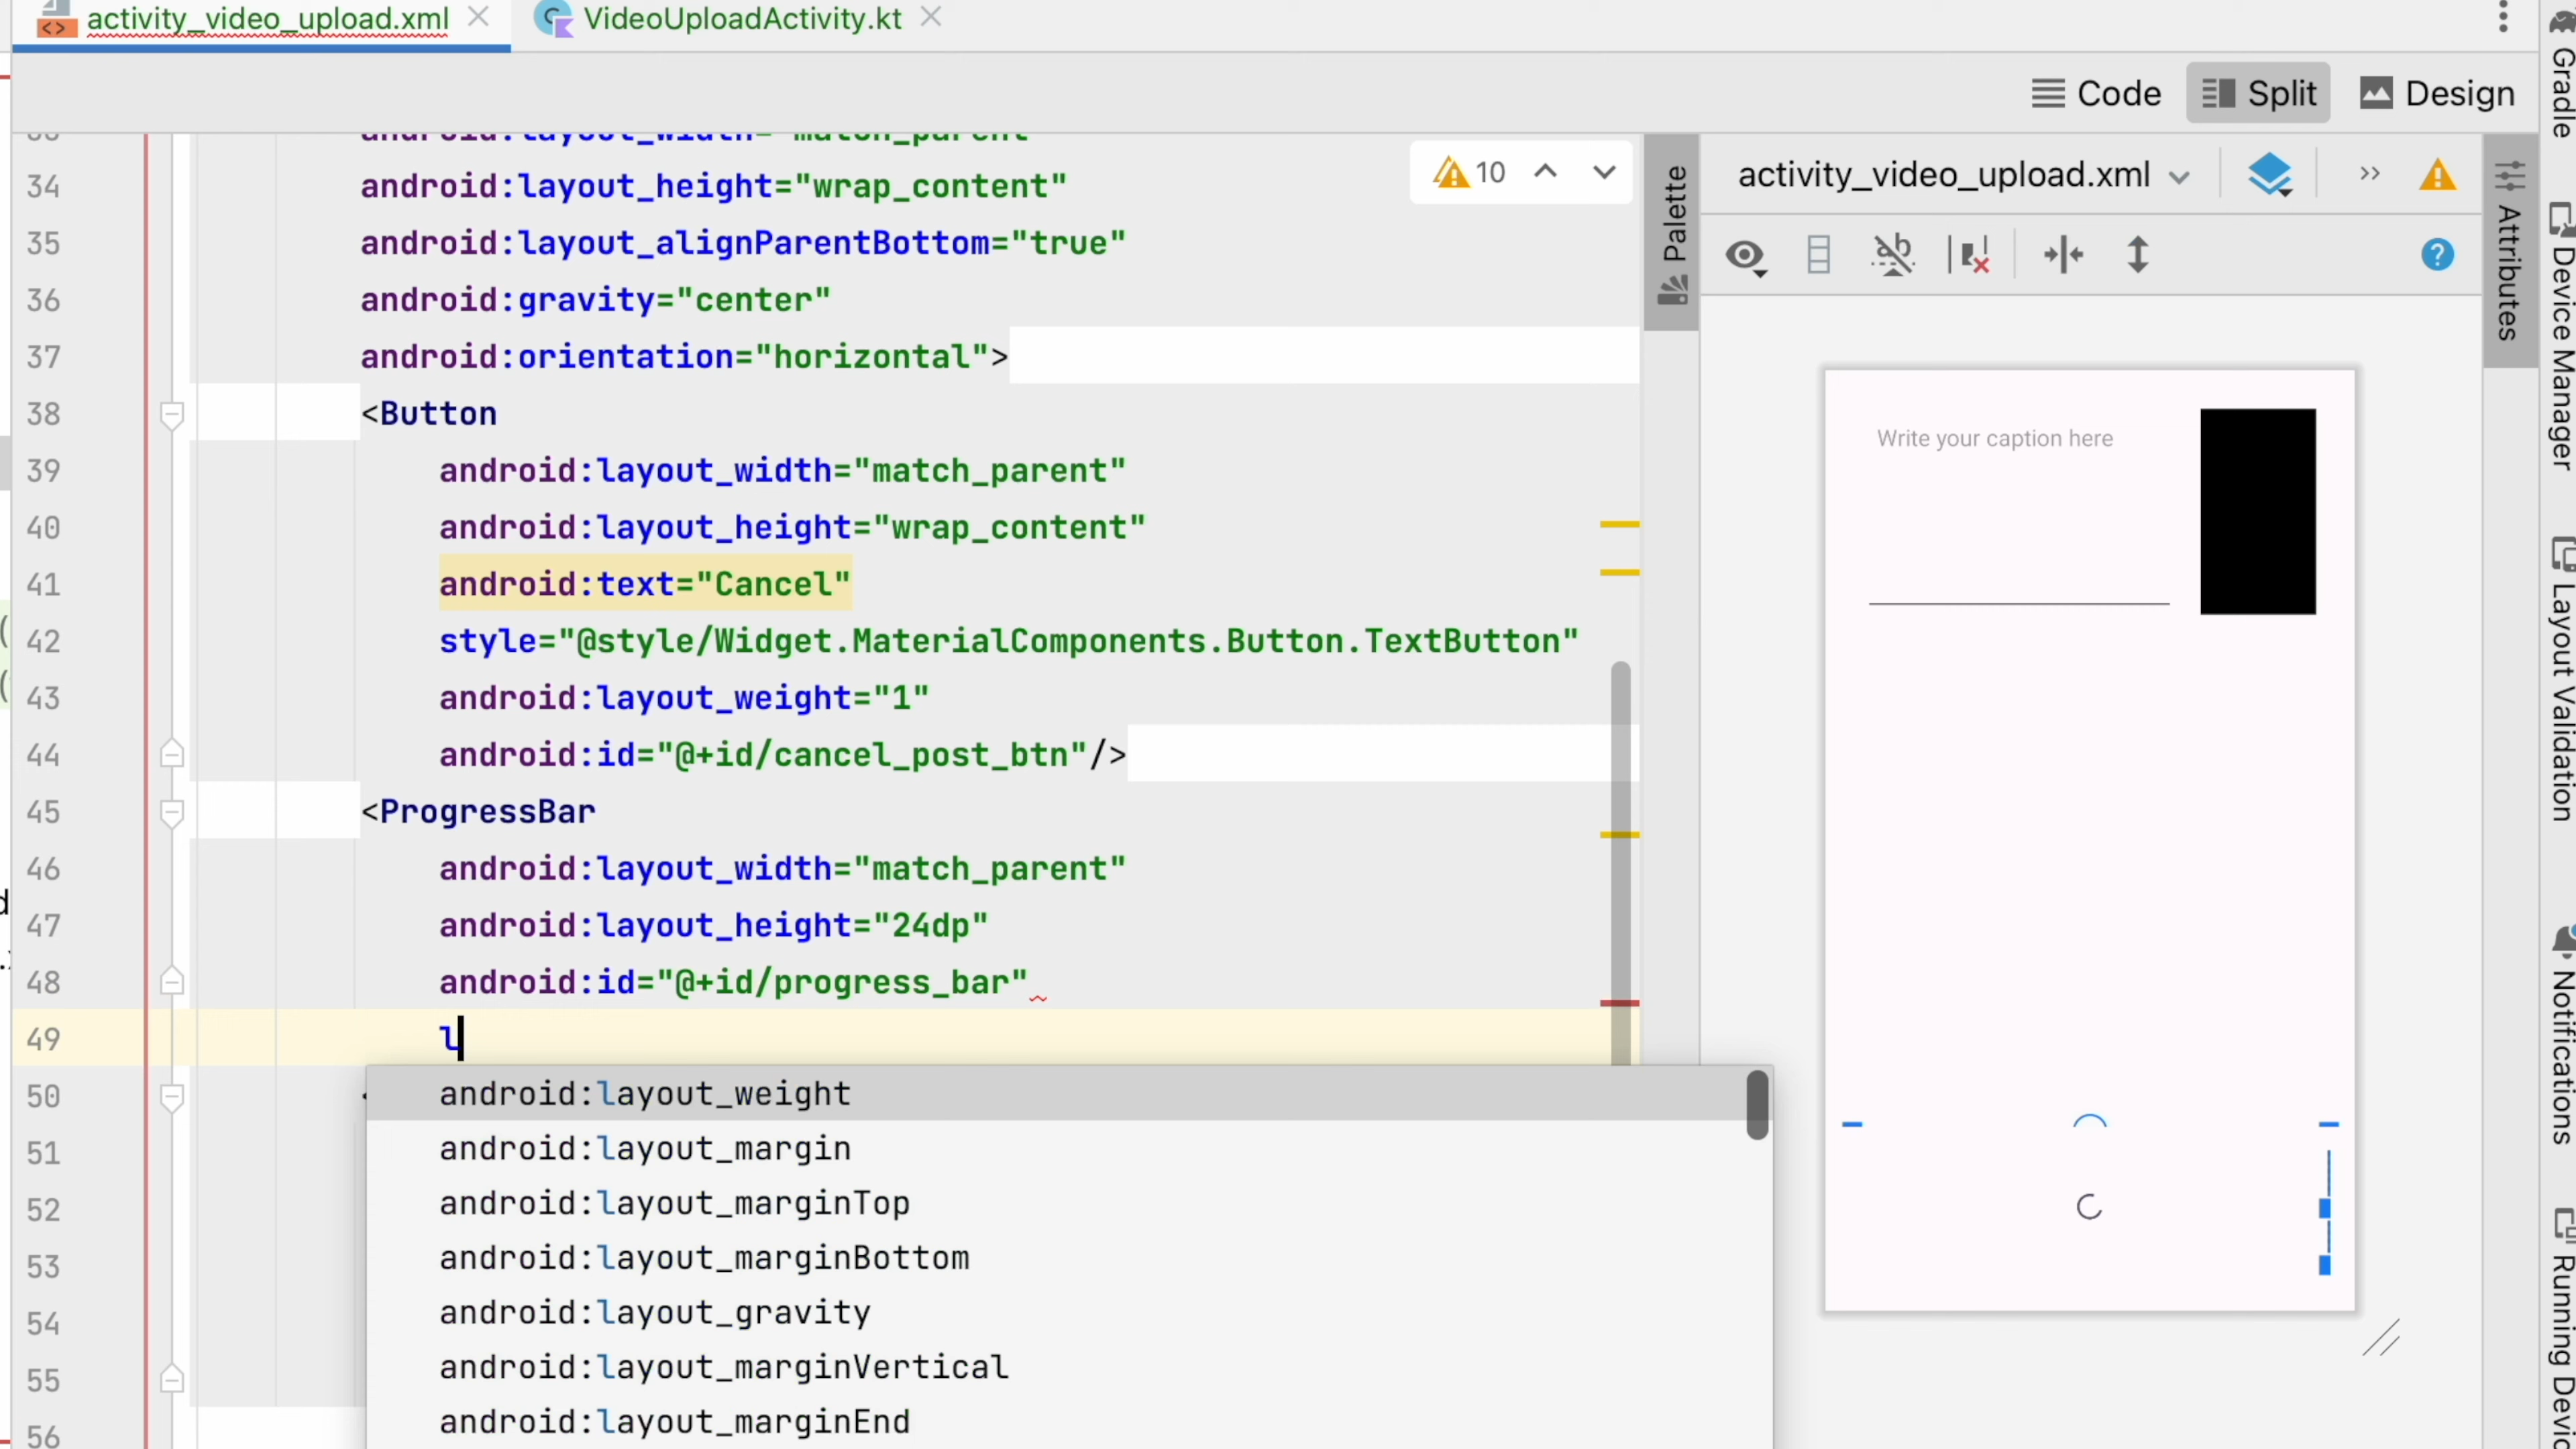 activity_video_upload.xml
VideoUploadActivity.kt
Code
Split
Design
android:layout_width="match_parent"
34 android:layout_height="wrap_content"
35 android:layout_alignParentBottom="true"
36 android:gravity="center"
37 android:orientation="horizontal">
38 <Button
39 android:layout_width="match_parent"
40 android:layout_height="wrap_content"
41 android:text="Cancel"
42 style="@style/Widget.MaterialComponents.Button.TextButton"
43 android:layout_weight="1"
44 android:id="@+id/cancel_post_btn"/>
45 <ProgressBar
46 android:layout_width="match_parent"
47 android:layout_height="24dp"
48 android:id="@+id/progress_bar"
49 l
50
51
52
53
54
55
56
android:layout_weight
android:layout_margin
android:layout_marginTop
android:layout_marginBottom
android:layout_gravity
android:layout_marginVertical
android:layout_marginEnd
10
Palette
activity_video_upload.xml
Write your caption here
Attributes
Gradle
Device Manager
Layout Validation
Notifications
Running Devic